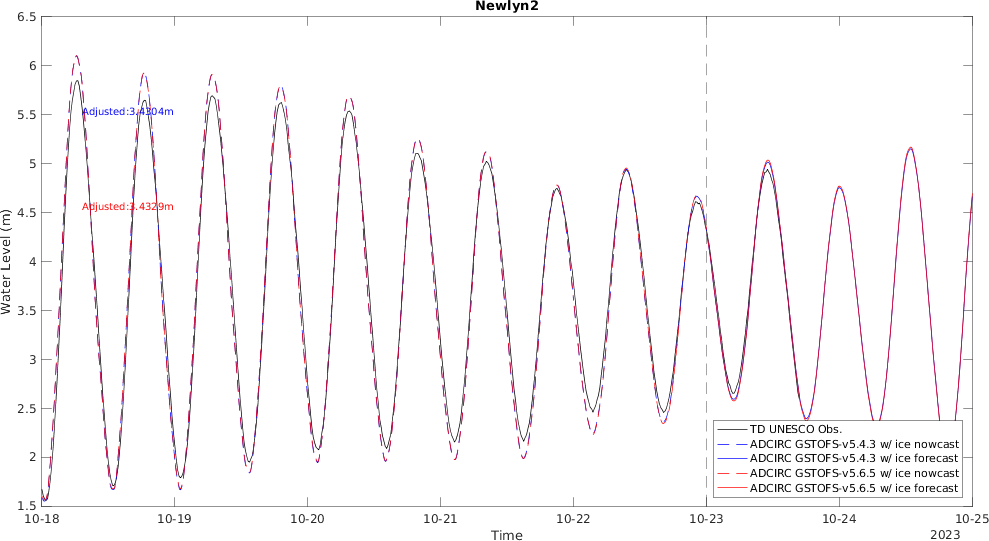 Newlyn2
6.5
6
5.5
5
4.5
4
3.5
3
2.5
2
1.5
Water Level (m)
Adjusted:3.4304m
Adjusted:3.4329m
TD UNESCO Obs.
ADCIRC GSTOFS-v5.4.3 w/ ice nowcast
ADCIRC GSTOFS-v5.4.3 w/ ice forecast
ADCIRC GSTOFS-v5.6.5 w/ ice nowcast
ADCIRC GSTOFS-v5.6.5 w/ ice forecast
10-18 10-19 10-20 10-21 10-22 10-23 10-24 10-25
Time
2023